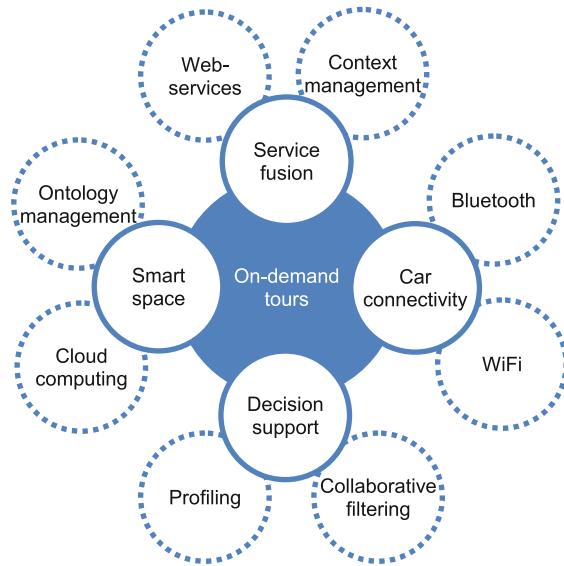 Web-
services
Context
management
Service
fusion
Ontology
management
Bluetooth
Smart
space
On-demand
tours
Car
connectivity
Cloud
computing
WiFi
Decision
support
Profiling
Collaborative
filtering